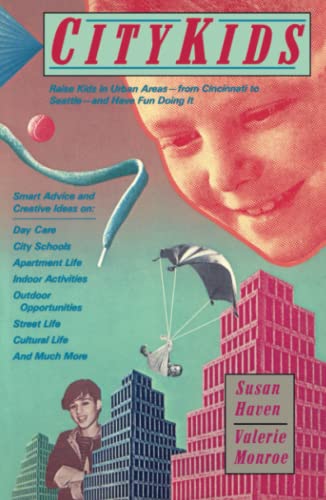 CITYKIDS
Raise Kids in Urban Areas—from Cincinnati to
Seattle—and Have Fun Doing It
Smart Advice and
Creative Ideas on:
Day Care
City Schools
Apartment Life
Indoor Activities
Outdoor
Opportunities
Street Life
Cultural Life
And Much More
Susan
Haven
Valerie
Monroe